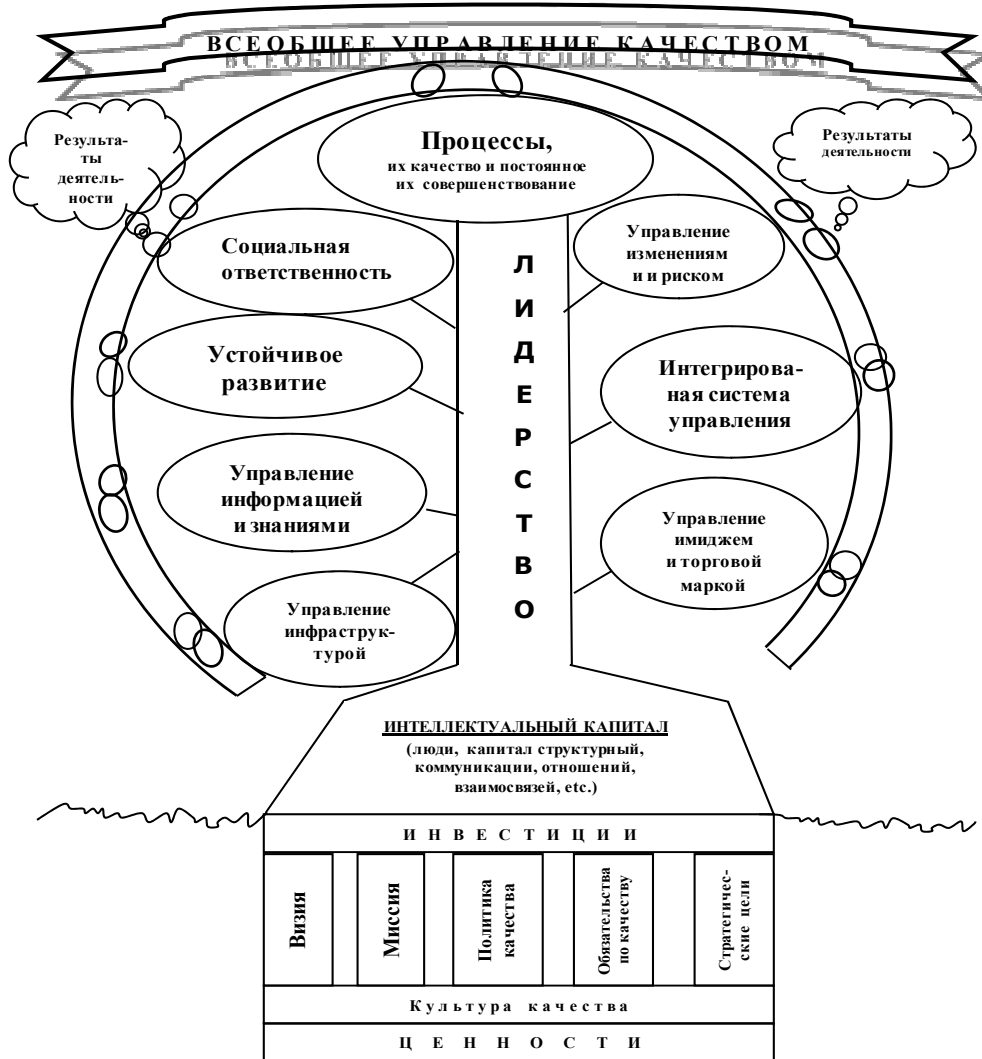 ВСЕОБЩЕЕ УПРАВЛЕНИЕ КАЧЕСТВОМ
Результа-
ты
деятель-
ности
Результаты
деятельности
Процессы,
их качество и постоянное
их совершенствование
Социальная
ответственность
Управление
изменениям
и и риском
Устойчивое
развитие
Интегрирова-
ная система
управления
Управление
информацией
и знаниями
Управление
имиджем
и торговой
маркой
Управление
инфраструк-
турой
Л
И
Д
Е
Р
С
Т
В
О
ИНТЕЛЛЕКТУАЛЬНЫЙ КАПИТАЛ
(люди, капитал структурный,
коммуникации, отношений,
взаимосвязей, etc.)
ИНВЕСТИЦИИ
Визия
Миссия
Политика
качества
Обязательства
по качеству
Стратегичес-
ские цели
Культура качества
ЦЕННОСТИ